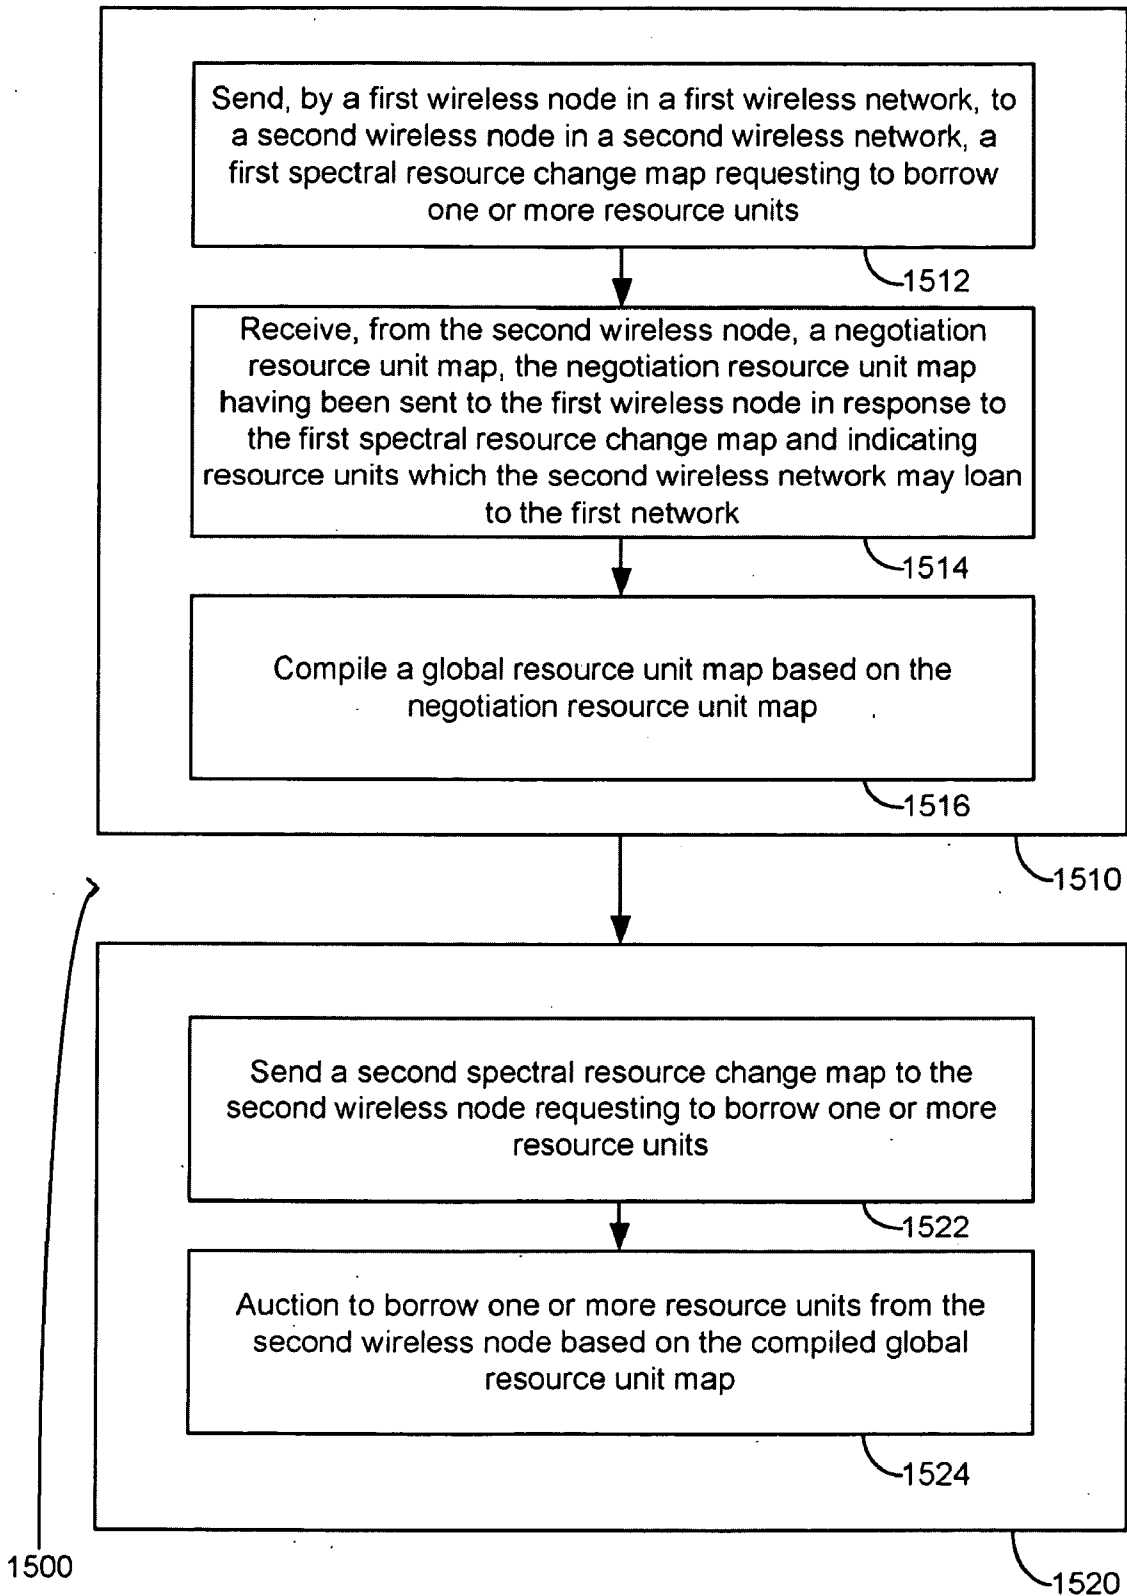 Send, by a first wireless node in a first wireless network, to
a second wireless node in a second wireless network, a
first spectral resource change map requesting to borrow
one or more resource units
1512
Receive, from the second wireless node, a negotiation
resource unit map, the negotiation resource unit map
having been sent to the first wireless node in response to
the first spectral resource change map and indicating
resource units which the second wireless network may loan
to the first network
1514
Compile a global resource unit map based on the
negotiation resource unit map
1516
1510
Send a second spectral resource change map to the
second wireless node requesting to borrow one or more
resource units
1522
Auction to borrow one or more resource units from the
second wireless node based on the compiled global
resource unit map
1524
1500
1520